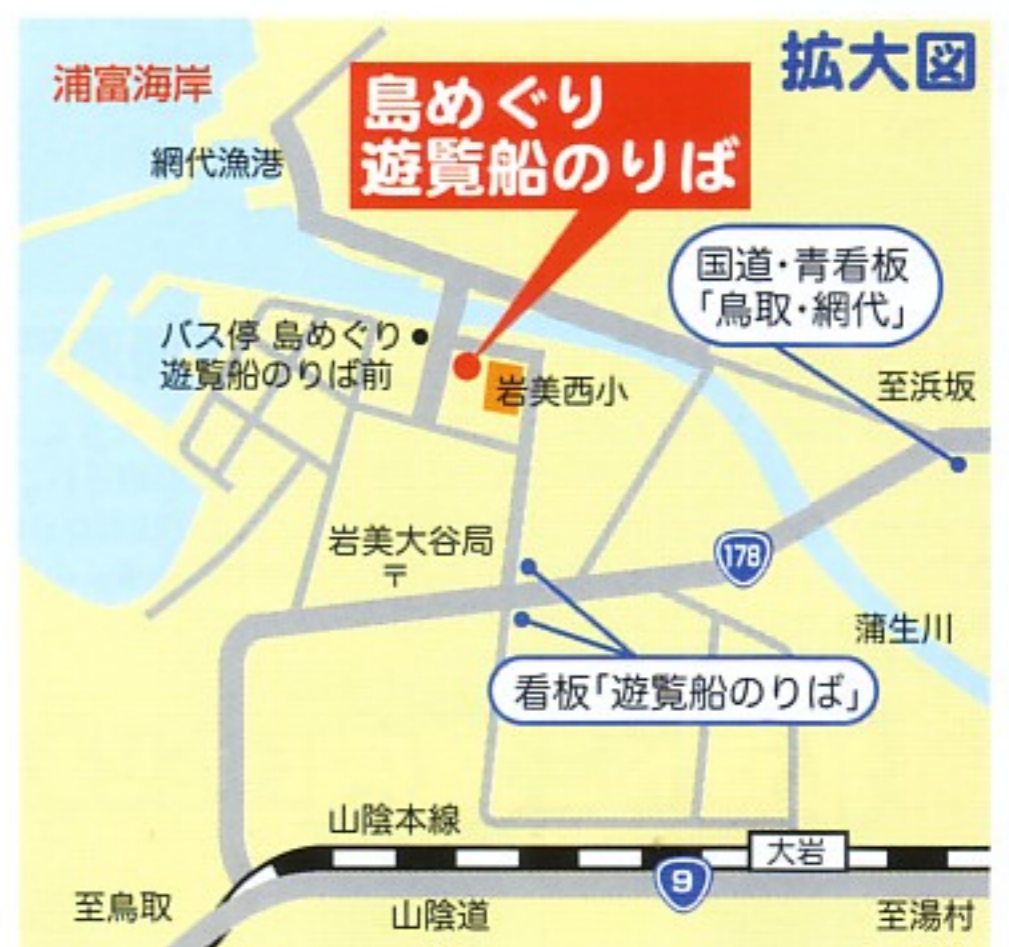 拡大図
浦富海岸
島めぐり
遊覧船のりば
網代漁港
国道・青看板
「鳥取・網代」
バス停 島めぐり
遊覧船のりば前
岩美西小
至浜坂
岩美大谷局
〒
178
蒲生川
看板「遊覧船のりば」
山陰本線
大岩
9
至鳥取
山陰道
至湯村